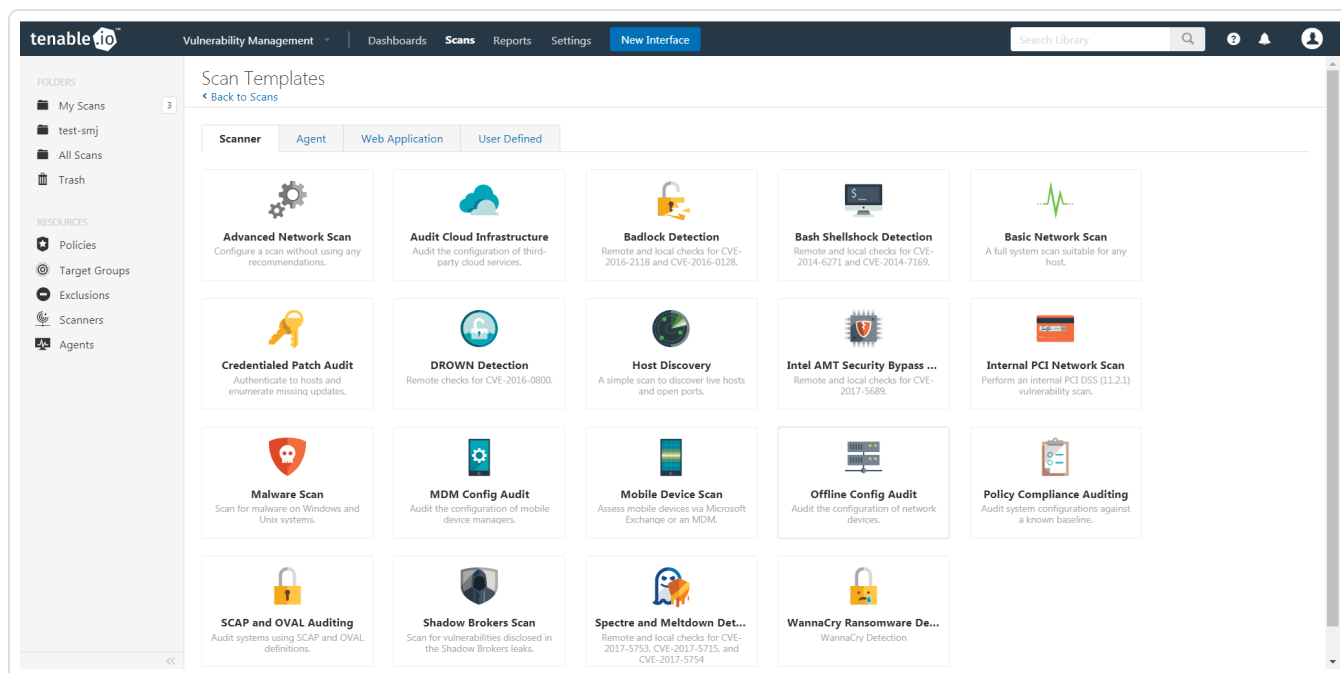 tenable.io™
Vulnerability Management
Dashboards
Scans
Reports
Settings
New Interface
Search Library
FOLDERS
My Scans
3
test-smj
All Scans
Trash
RESOURCES
Policies
Target Groups
Exclusions
Scanners
Agents
Scan Templates
Back to Scans
Scanner
Agent
Web Application
User Defined
Advanced Network Scan
Configure a scan without using any
recommendations.
Audit Cloud Infrastructure
Audit the configuration of third-
party cloud services.
Badlock Detection
Remote and local checks for CVE-
2016-2118 and CVE-2016-0128.
$_
Bash Shellshock Detection
Remote and local checks for CVE-
2014-6271 and CVE-2014-7169.
Basic Network Scan
A full system scan suitable for any
host.
Credentialed Patch Audit
Authenticate to hosts and
enumerate missing updates.
DROWN Detection
Remote checks for CVE-2016-0800.
Host Discovery
A simple scan to discover live hosts
and open ports.
Intel AMT Security Bypass ...
Remote and local checks for CVE-
2017-5689.
Internal PCI Network Scan
Perform an internal PCI DSS (11.2.1)
vulnerability scan.
Malware Scan
Scan for malware on Windows and
Unix systems.
MDM Config Audit
Audit the configuration of mobile
device managers.
Mobile Device Scan
Assess mobile devices via Microsoft
Exchange or an MDM.
Offline Config Audit
Audit the configuration of network
devices.
Policy Compliance Auditing
Audit system configurations against
a known baseline.
SCAP and OVAL Auditing
Audit systems using SCAP and OVAL
definitions.
Shadow Brokers Scan
Scan for vulnerabilities disclosed in
the Shadow Brokers leaks.
Spectre and Meltdown Det...
Remote and local checks for CVE-
2017-5753, CVE-2017-5715, and
CVE-2017-5754
WannaCry Ransomware De...
WannaCry Detection